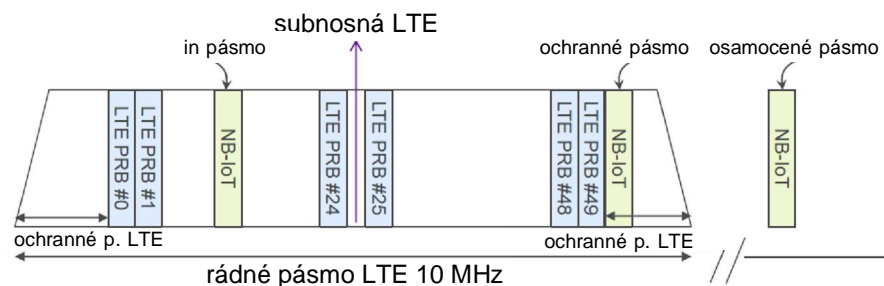 subnosná LTE
in pásmo
ochranné pásmo
osamocené pásmo
LTE PRB #0
LTE PRB #1
NB-IoT
LTE PRB #24
LTE PRB #25
LTE PRB #48
LTE PRB #49
NB-IoT
NB-IoT
ochranné p. LTE
ochranné p. LTE
rádné pásmo LTE 10 MHz